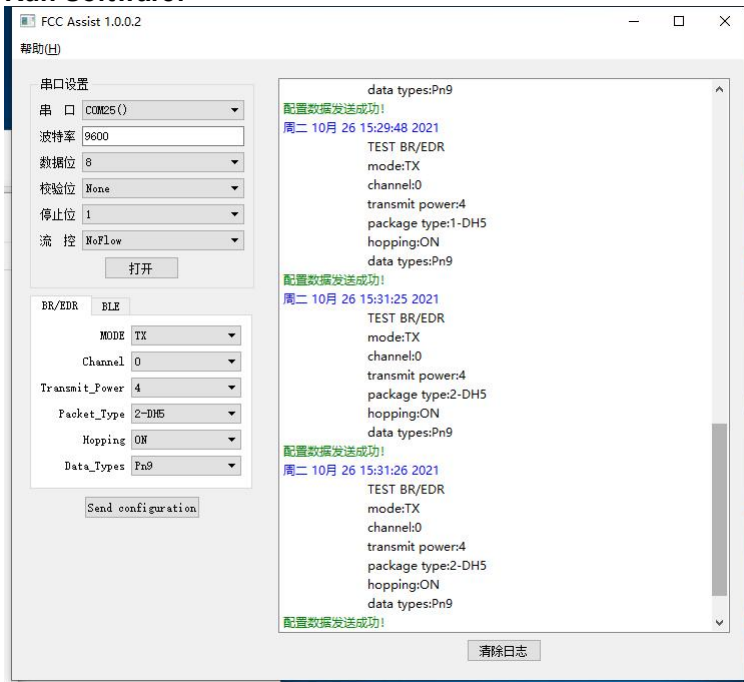 FCC Assist 1.0.0.2
帮助(H)
串口设置
串 口 COM25()
波特率 9600
数据位 8
校验位 None
停止位 1
流 控 NoFlow
打开
BR/EDR BLE
MODE TX
Channel 0
Transmit_Power 4
Packet_Type 2-DH5
Hopping ON
Data_Types Pn9
Send configuration
data types:Pn9
配置数据发送成功!
周二 10月 26 15:29:48 2021
TEST BR/EDR
mode:TX
channel:0
transmit power:4
package type:1-DH5
hopping:ON
data types:Pn9
配置数据发送成功!
周二 10月 26 15:31:25 2021
TEST BR/EDR
mode:TX
channel:0
transmit power:4
package type:2-DH5
hopping:ON
data types:Pn9
配置数据发送成功!
周二 10月 26 15:31:26 2021
TEST BR/EDR
mode:TX
channel:0
transmit power:4
package type:2-DH5
hopping:ON
data types:Pn9
配置数据发送成功!
清除日志